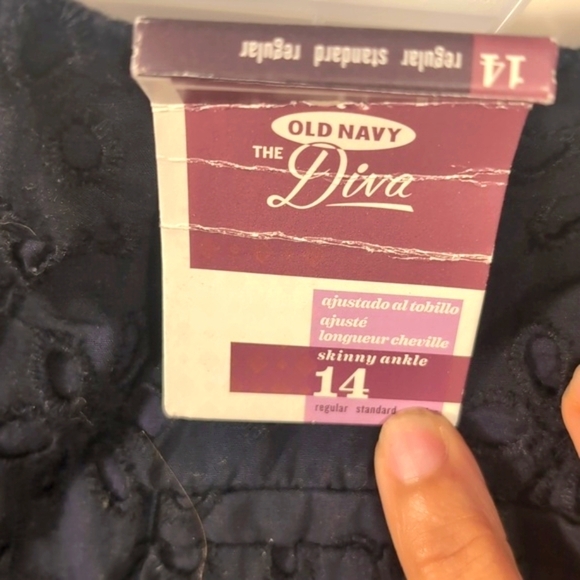 regular standard regular 14
OLD NAVY
THE Diva
ajustado al tobillo
ajusté
longueur cheville
skinny ankle
14
regular standard